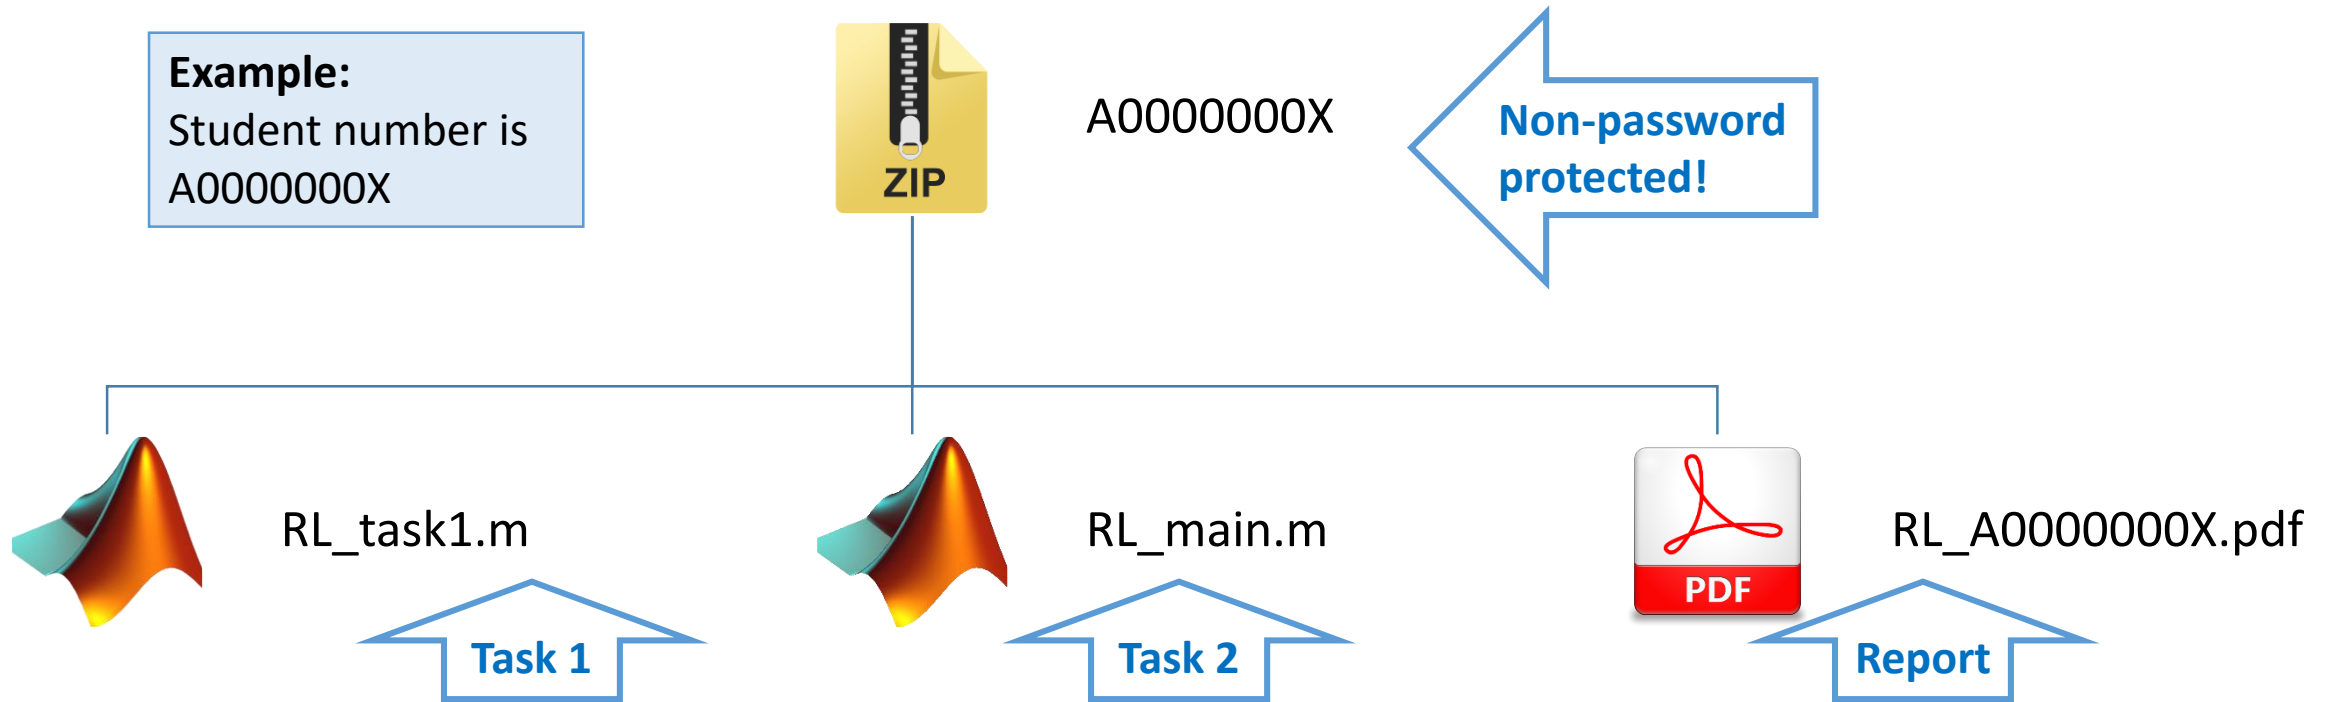 Example:
Student number is
A0000000X
ZIP
A0000000X
Non-password
protected!
RL_task1.m
Task 1
RL_main.m
Task 2
PDF
RL_A0000000X.pdf
Report